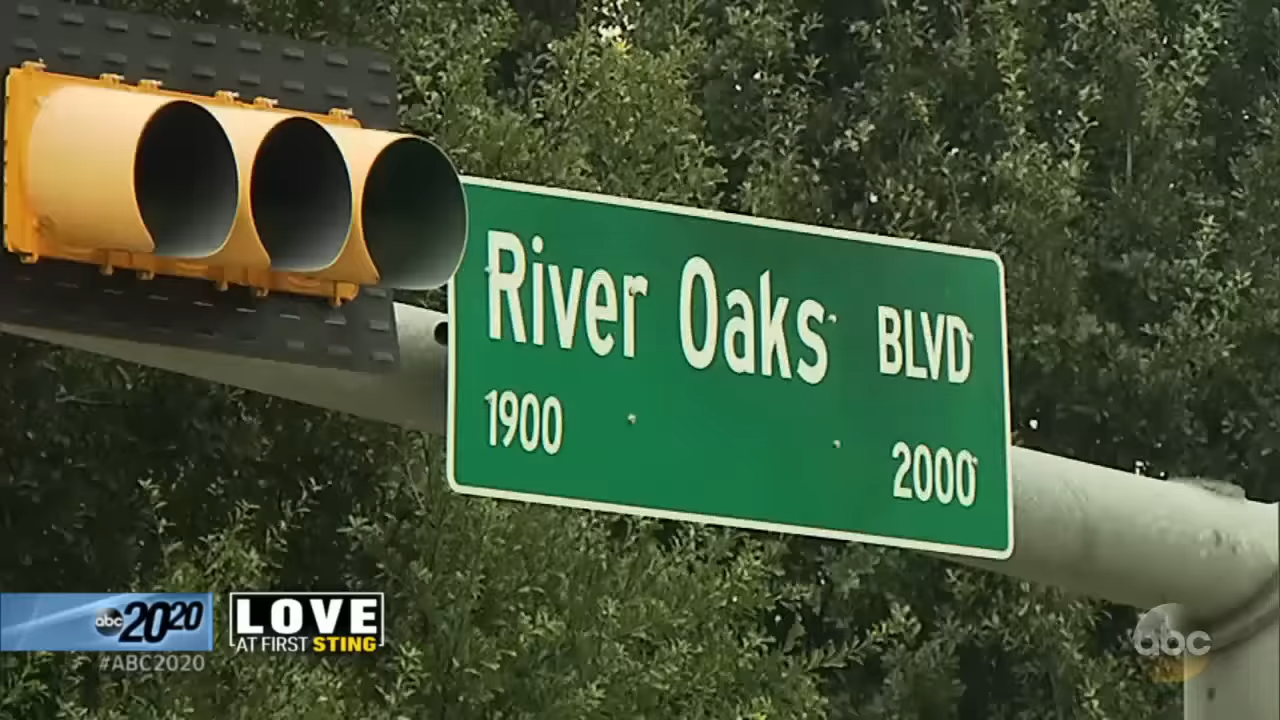 River Oaks BLVD
1900 2000
abc 20/20
#ABC2020
LOVE
AT FIRST STING
abc